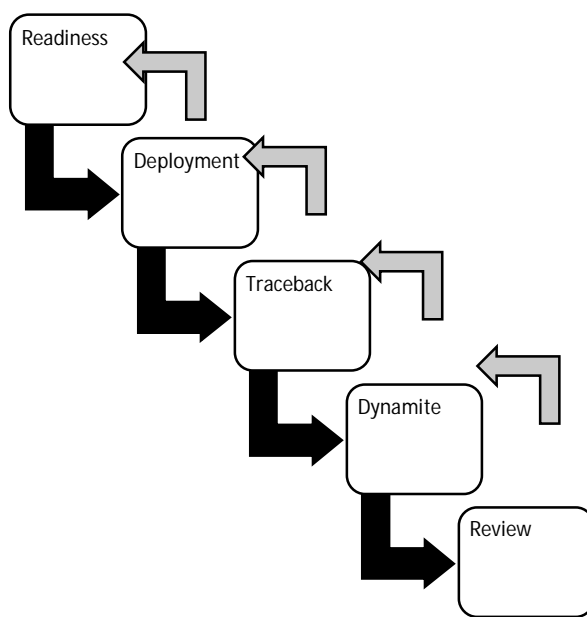 Readiness
Deployment
Traceback
Dynamite
Review